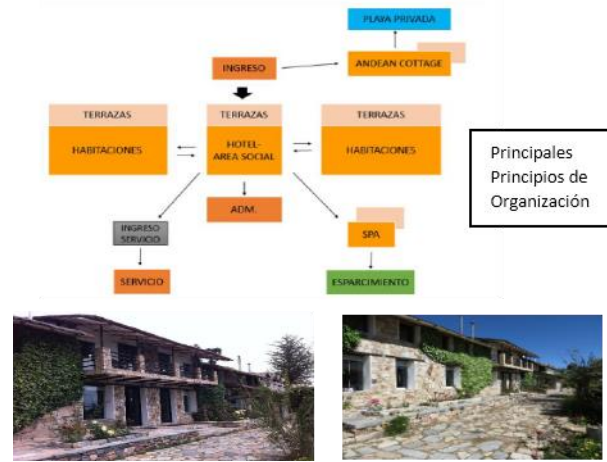 PLAYA PRIVADA
INGRESO
ANDEAN COTTAGE
TERRAZAS
TERRAZAS
TERRAZAS
HABITACIONES
HOTEL-
AREA SOCIAL
HABITACIONES
Principales
Principios de
Organización
ADM.
INGRESO
SERVICIO
SPA
SERVICIO
ESPARCIMIENTO